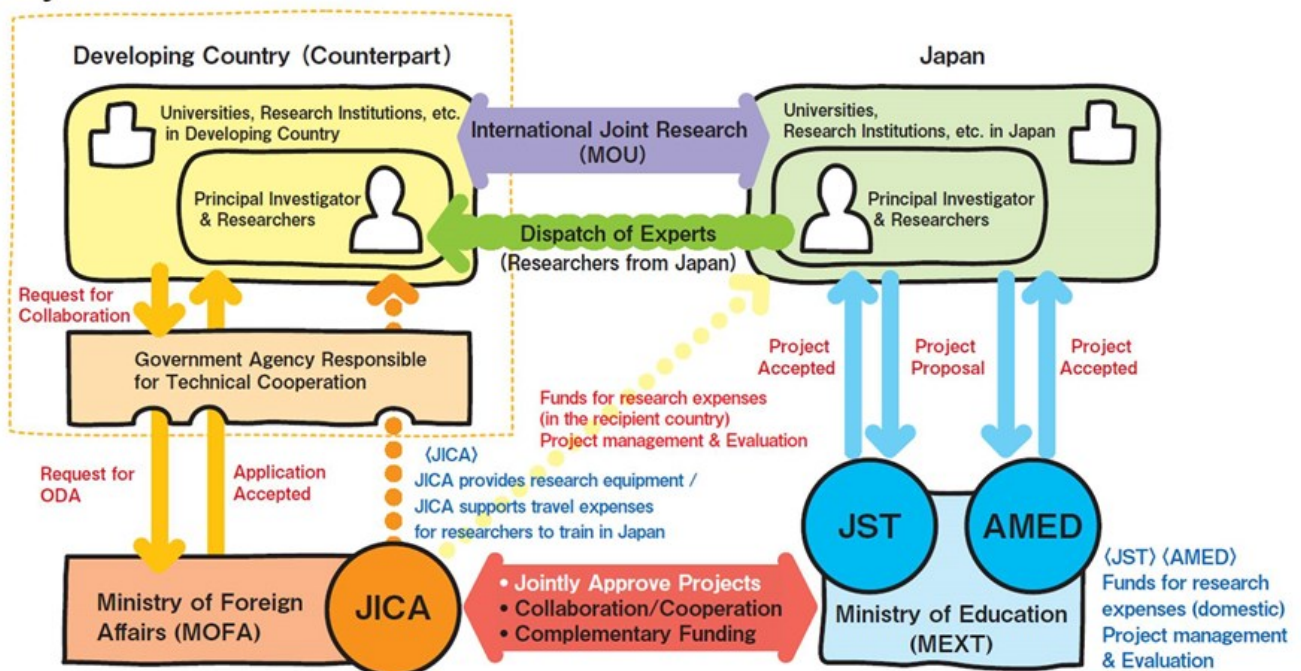 Developing Country (Counterpart)
Japan
Universities, Research Institutions, etc.
in Developing Country
Principal Investigator
& Researchers
International Joint Research
(MOU)
Universities,
Research Institutions, etc. in Japan
Principal Investigator
& Researchers
Dispatch of Experts
(Researchers from Japan)
Request for
Collaboration
Government Agency Responsible
for Technical Cooperation
Project
Accepted
Project
Proposal
Project
Accepted
Funds for research expenses
(in the recipient country)
Project management & Evaluation
Request for
ODA
Application
Accepted
〈JICA〉
JICA provides research equipment /
JICA supports travel expenses
for researchers to train in Japan
Ministry of Foreign
Affairs (MOFA)
JICA
• Jointly Approve Projects
• Collaboration/Cooperation
• Complementary Funding
JST
AMED
Ministry of Education
(MEXT)
〈JST〉〈AMED〉
Funds for research
expenses (domestic)
Project management
& Evaluation